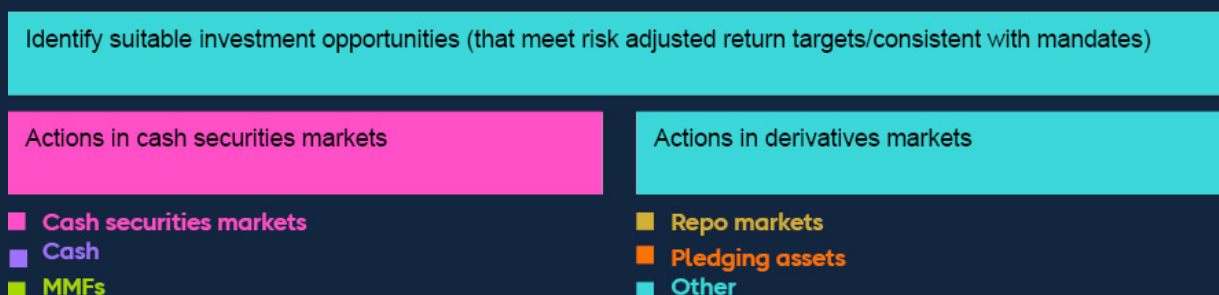 Identify suitable investment opportunities (that meet risk adjusted return targets/consistent with mandates)
Actions in cash securities markets
Actions in derivatives markets
Cash securities markets
Cash
MMFs
Repo markets
Pledging assets
Other